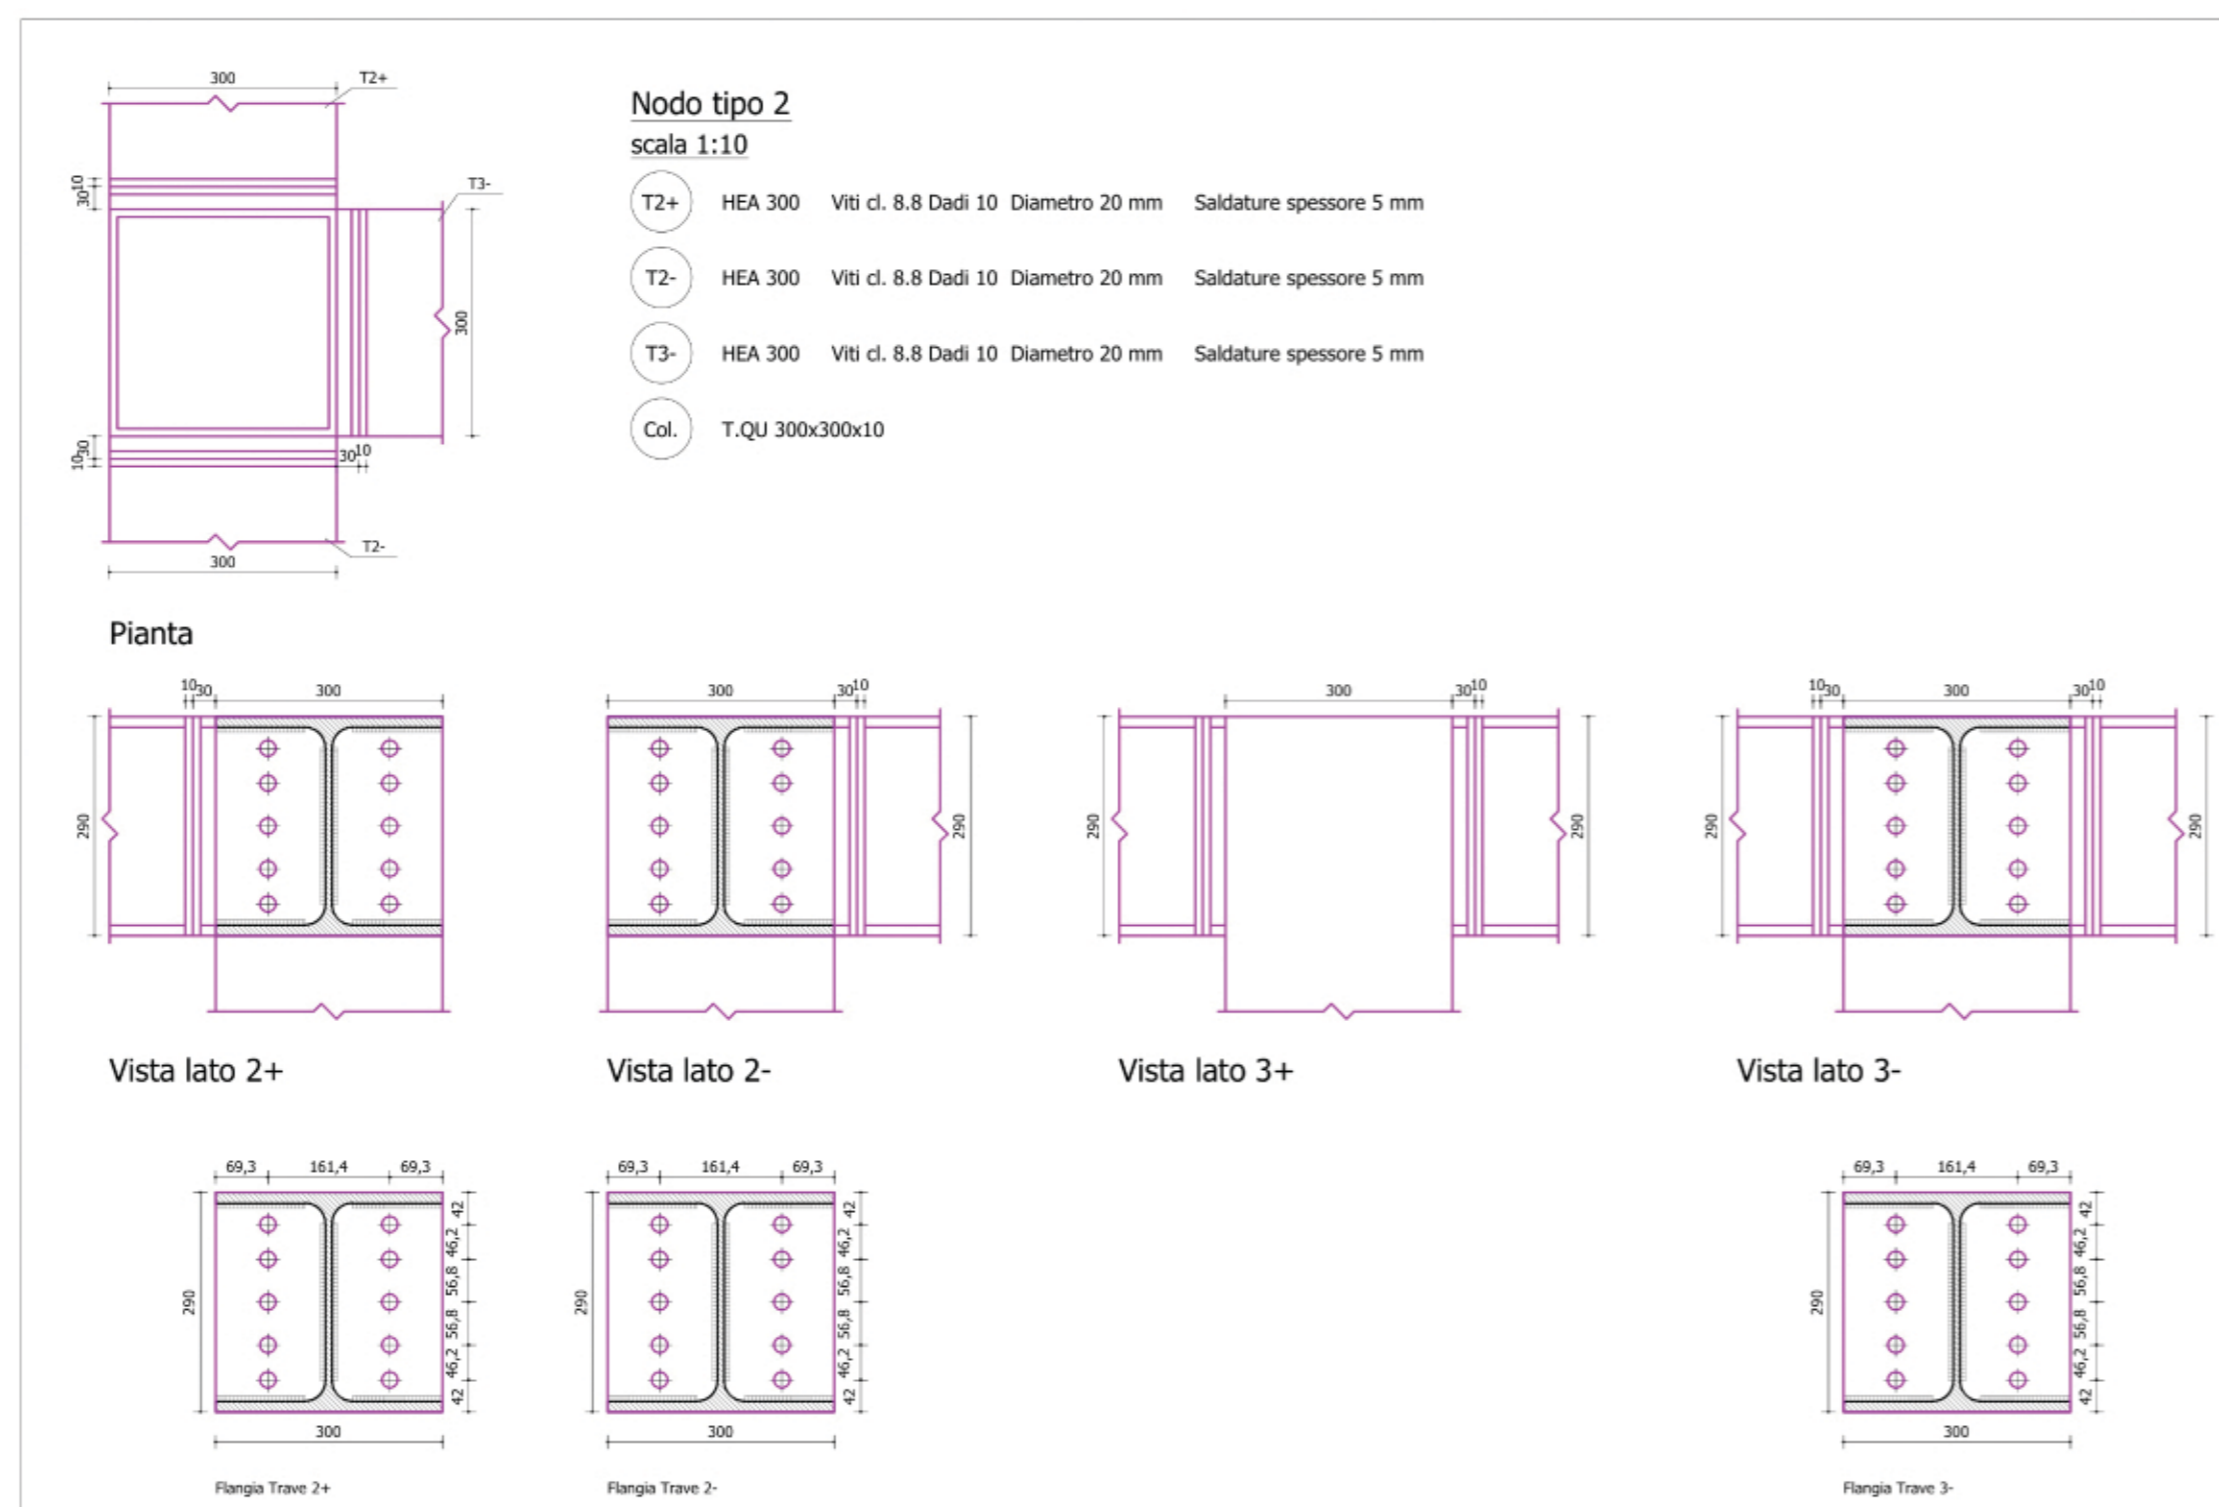 300
T2+
10
30
T3-
300
30
10
30
10
T2-
300
Pianta
Nodo tipo 2
scala 1:10
T2+ HEA 300 Viti cl. 8.8 Dadi 10 Diametro 20 mm Saldature spessore 5 mm
T2- HEA 300 Viti cl. 8.8 Dadi 10 Diametro 20 mm Saldature spessore 5 mm
T3- HEA 300 Viti cl. 8.8 Dadi 10 Diametro 20 mm Saldature spessore 5 mm
Col. T.QU 300x300x10
10 30 300
290
Vista lato 2+
300 30 10
290
Vista lato 2-
300 30 10
290 290
Vista lato 3+
10 30 300 30 10
290 290
Vista lato 3-
69,3 161,4 69,3
42
46,2
56,8
56,8
46,2
42
290
300
Flangia Trave 2+
69,3 161,4 69,3
42
46,2
56,8
56,8
46,2
42
290
300
Flangia Trave 2-
69,3 161,4 69,3
42
46,2
56,8
56,8
46,2
42
290
300
Flangia Trave 3-